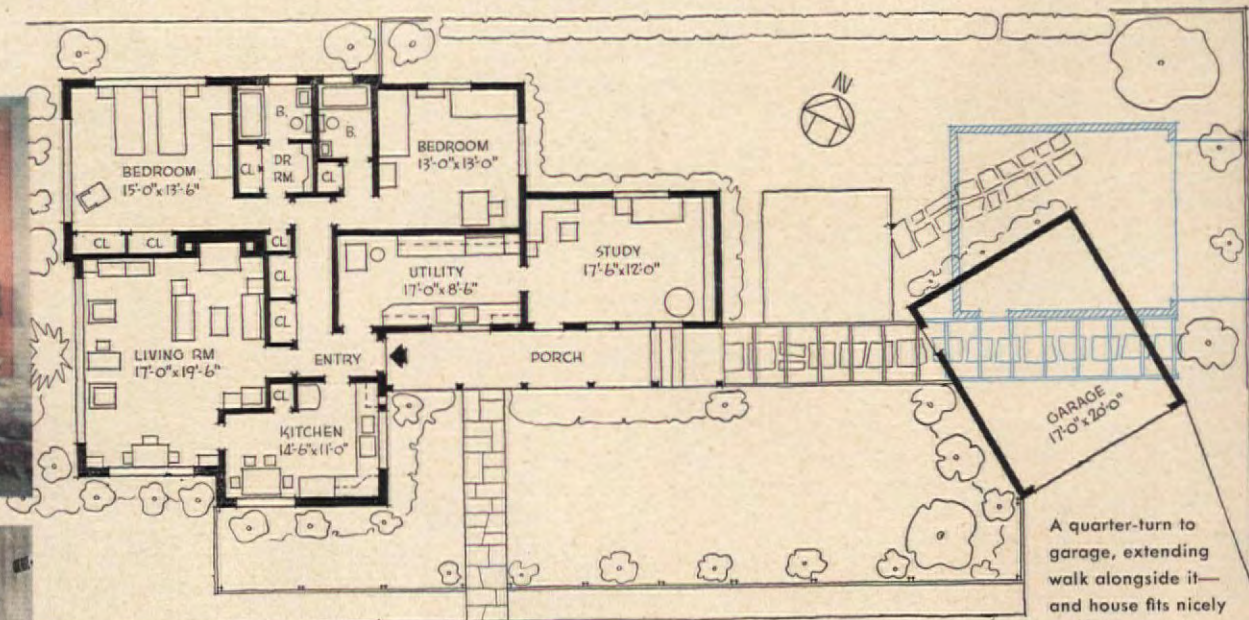 N
B.
B.
BEDROOM
15'-0"x13'-6"
CL
DR
RM.
CL
BEDROOM
13'-0"x13'-0"
CL
CL
CL
CL
CL
UTILITY
17'-0"x8'-6"
STUDY
17'-6"x12'-0"
LIVING RM
17'-0"x19'-6"
ENTRY
PORCH
CL
KITCHEN
14'-6"x11'-0"
GARAGE
17'-0"x20'-0"
A quarter-turn to
garage, extending
walk alongside it—
and house fits nicely